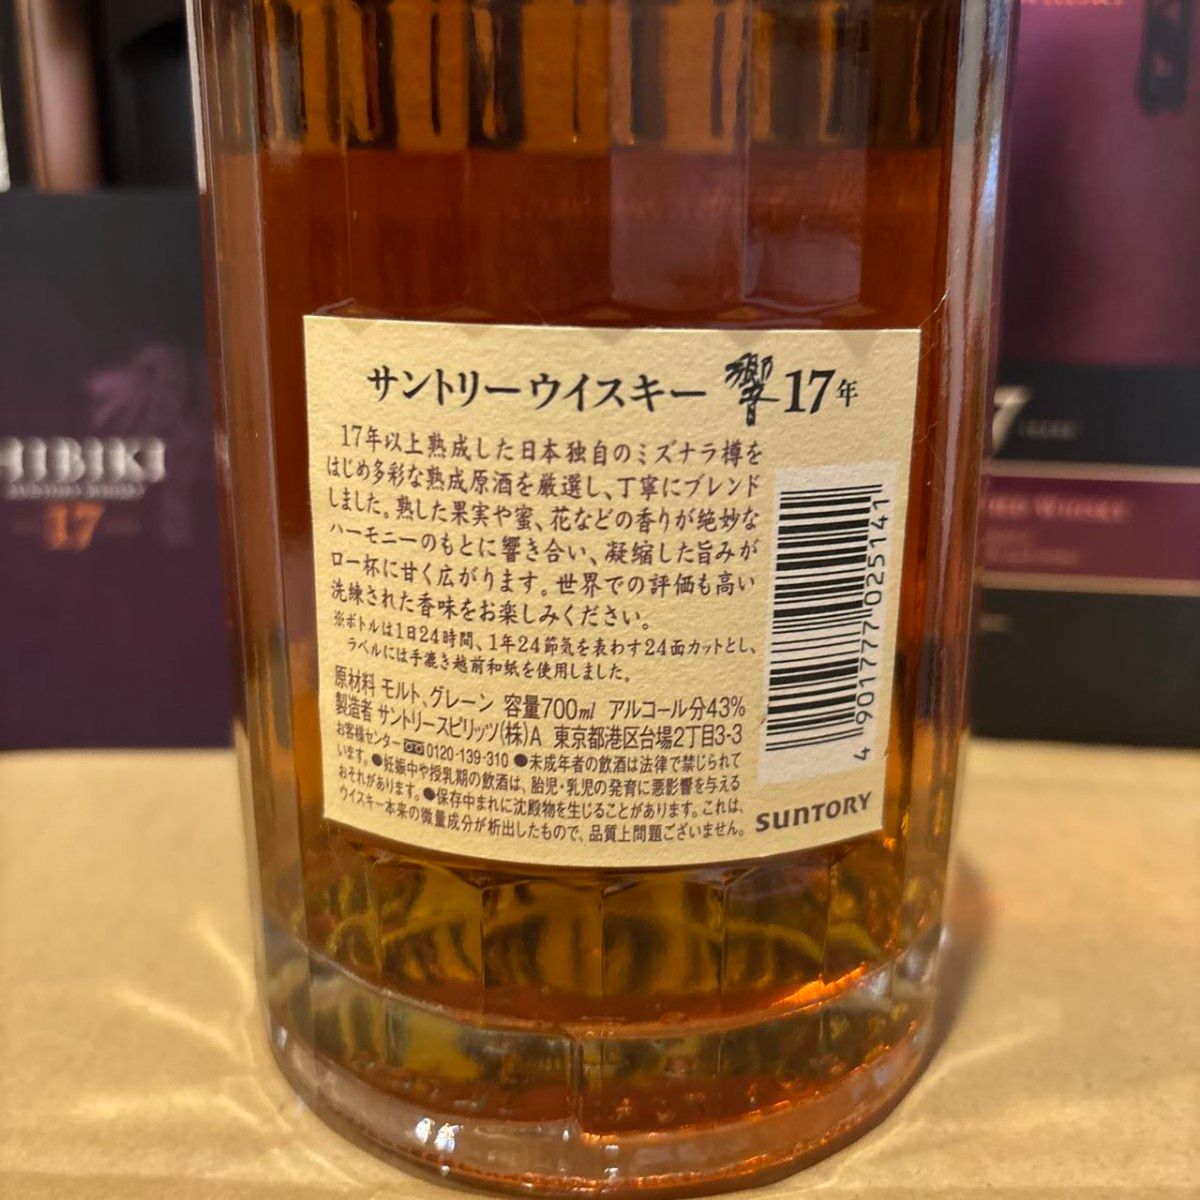 サントリーウイスキー 響 17年
17年以上熟成した日本独自のミズナラ樽を
はじめ多彩な熟成原酒を厳選し、丁寧にブレンド
しました。熟した果実や蜜、花などの香りが絶妙な
ハーモニーのもとに響き合い、凝縮した旨みが
口一杯に甘く広がります。世界での評価も高い
洗練された香味をお楽しみください。
※ボトルは1日24時間、1年24節気を表わす24面カットとし、
ラベルには手漉き越前和紙を使用しました。
原材料 モルト、グレーン 容量700ml アルコール分43%
製造者 サントリースピリッツ(株)A 東京都港区台場2丁目3-3
お客様センター 0120-139-310 ●未成年者の飲酒は法律で禁じられて
います。●妊娠中や授乳期の飲酒は、胎児・乳児の発育に悪影響を与える
おそれがあります。●保存中まれに沈殿物を生じることがあります。これは、
ウイスキー本来の微量成分が析出したもので、品質上問題ございません。
SUNTORY
4 901777 025141
HIBIKI
17
7